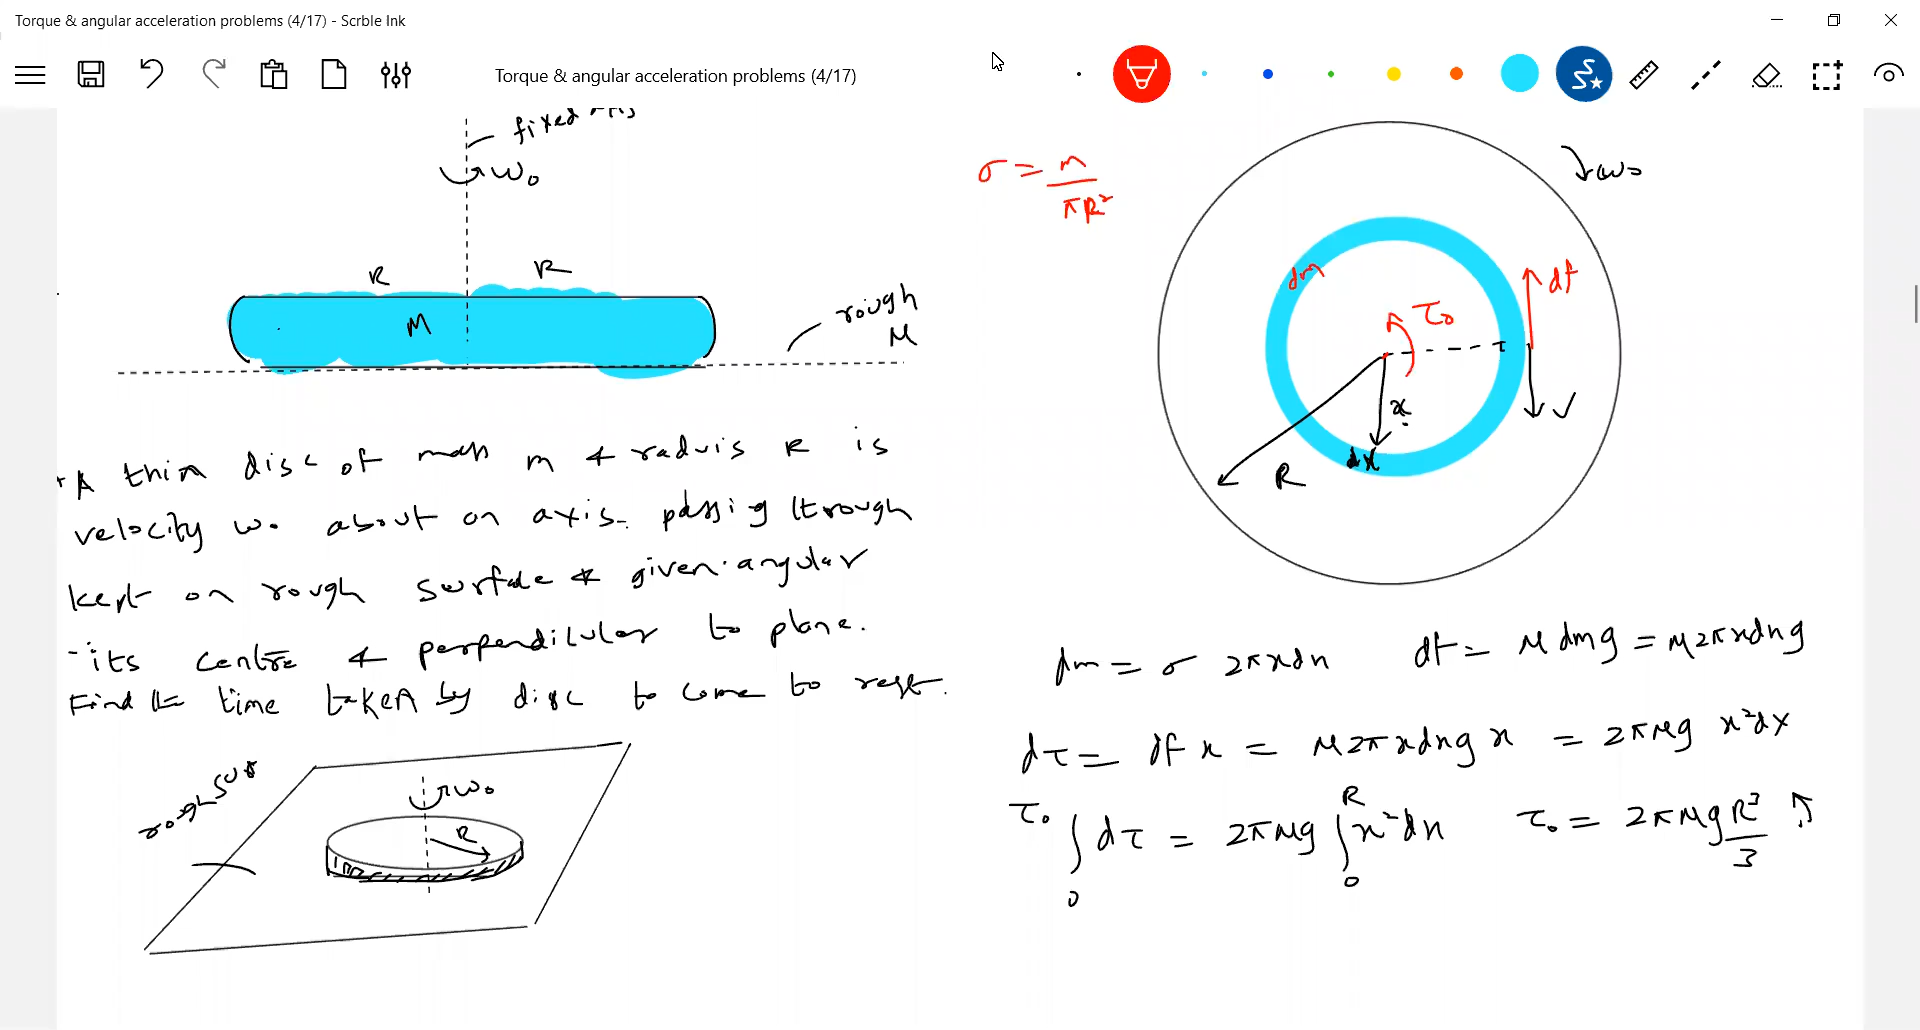 Torque & angular acceleration problems (4/17) - Scrble Ink
Torque & angular acceleration problems (4/17)
fixed
ω₀
R R
M
rough
μ
A thin disc of mass m & radius R is
velocity ω₀ about an axis passing through
kept on rough surface & given angular
its centre & perpendicular to plane.
Find the time taken by disc to come to rest.
rough sur
ω₀
R
σ = m/πR²
ω₀
dm
df
τ₀
x
dx
R
v
dm = σ 2πxdx df = μ dmg = μ2πxdxg
dτ = df x = μ2πxdxg x = 2πμg x²dx
∫₀^τ₀ dτ = 2πμg ∫₀^R x²dx τ₀ = 2πμg R³/3